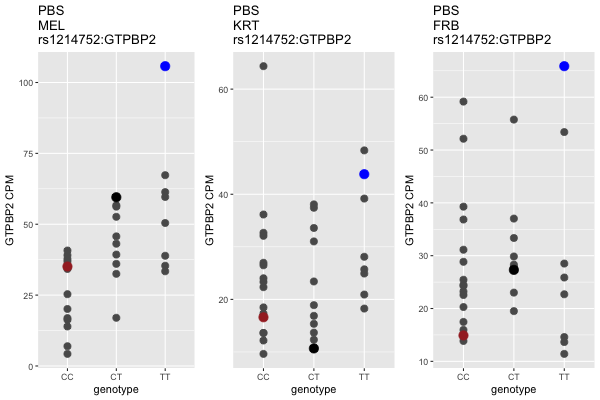 PBS
MEL
rs1214752:GTPBP2
100
75
50
25
0
GTPBP2 CPM
CC CT TT
genotype
PBS
KRT
rs1214752:GTPBP2
60
40
20
GTPBP2 CPM
CC CT TT
genotype
PBS
FRB
rs1214752:GTPBP2
60
50
40
30
20
10
GTPBP2 CPM
CC CT TT
genotype